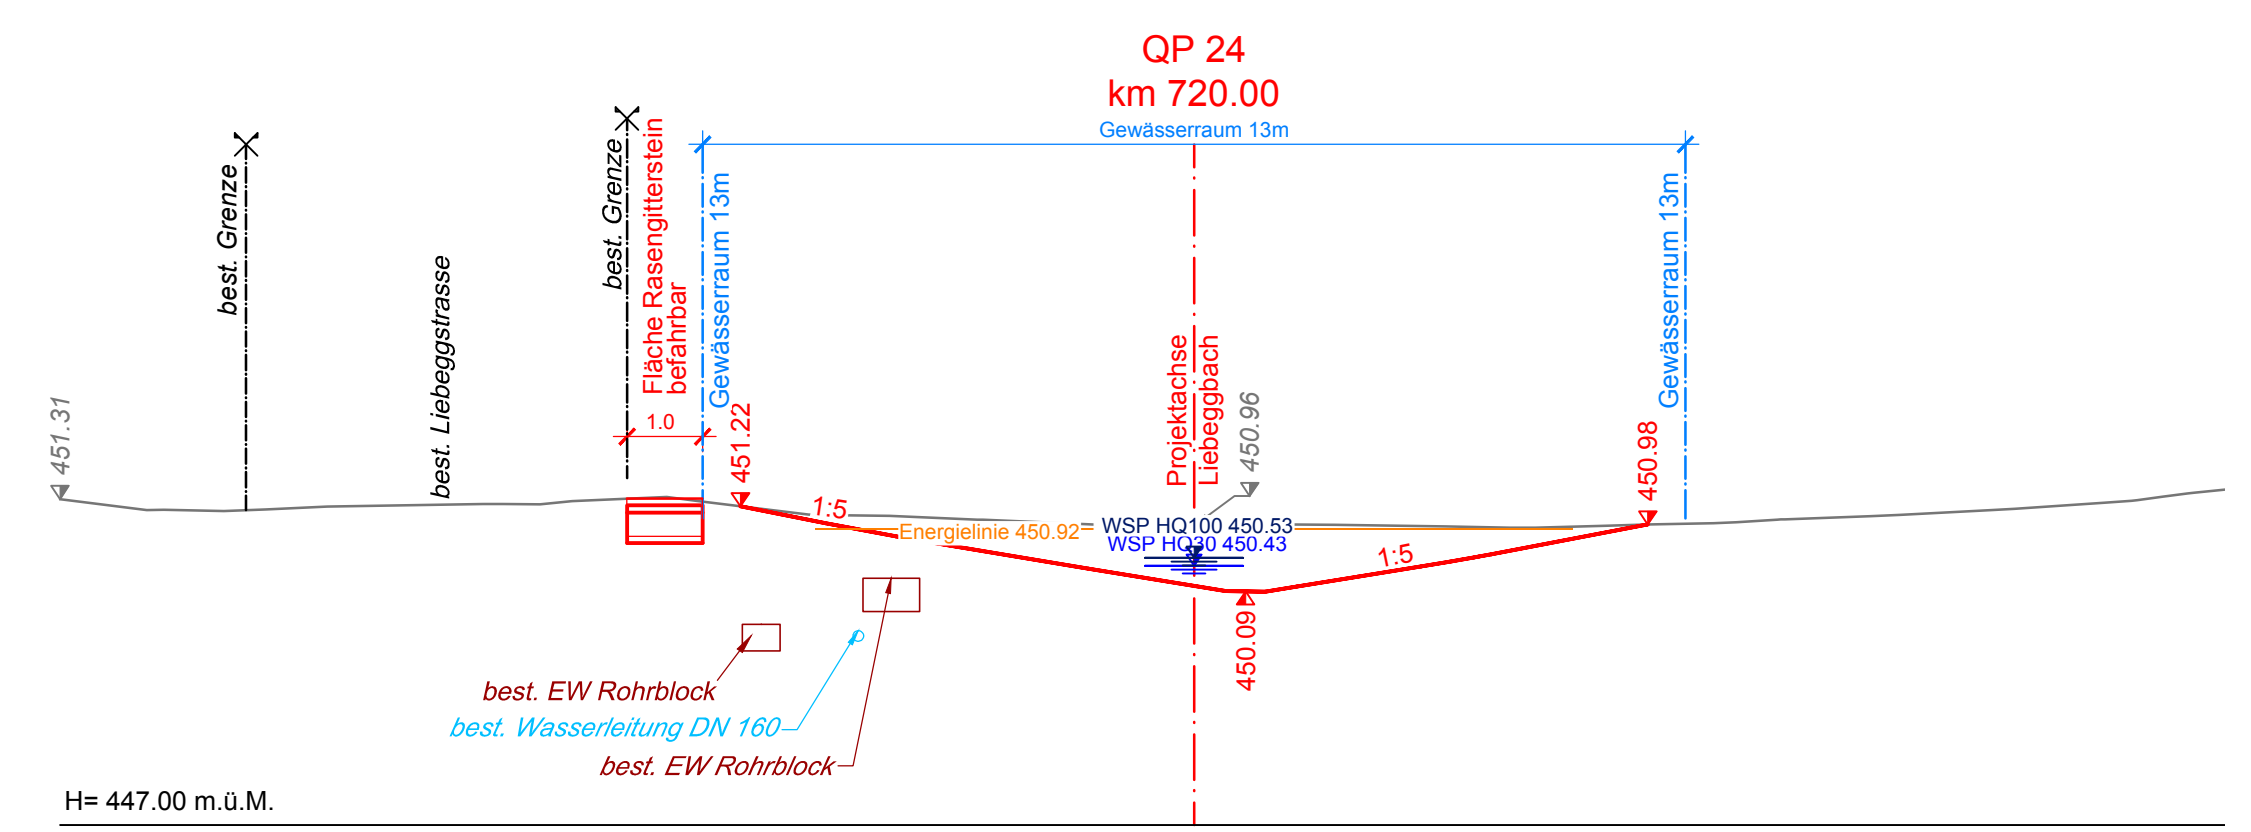 QP 24
km 720.00
Gewässerraum 13m
best. Grenze
best. Liebeggstrasse
best. Grenze
Fläche Rasengitterstein
befahrbar
Gewässerraum 13m
Gewässerraum 13m
Projektachse
Liebeggbach
451.31
1.0
451.22
450.96
450.98
1:5
Energielinie 450.92
WSP HQ100 450.53
WSP HQ30 450.43
1:5
450.09
best. EW Rohrblock
best. Wasserleitung DN 160
best. EW Rohrblock
H= 447.00 m.ü.M.